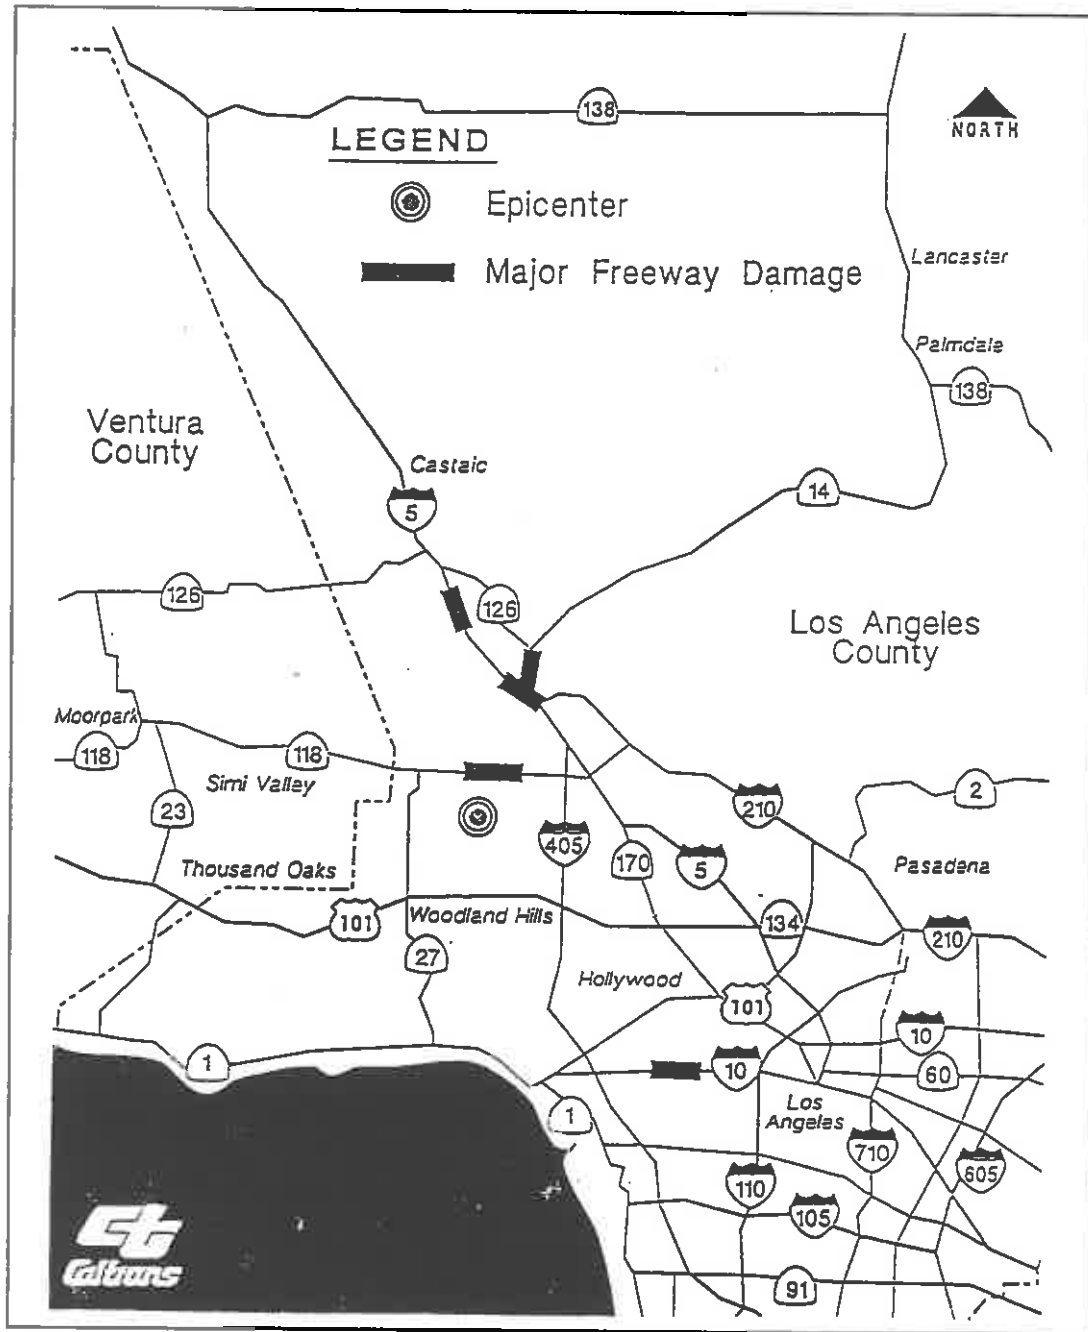 138
NORTH
LEGEND
Epicenter
Major Freeway Damage
Lancaster
Palmdale
138
Ventura
County
Castaic
5
14
126
126
Los Angeles
County
Moorpark
118
118
Simi Valley
23
2
210
405
170
5
Pasadena
Thousand Oaks
101
Woodland Hills
134
210
27
Hollywood
101
10
1
10
60
1
Los
Angeles
710
605
110
105
91
ct
Caltrans